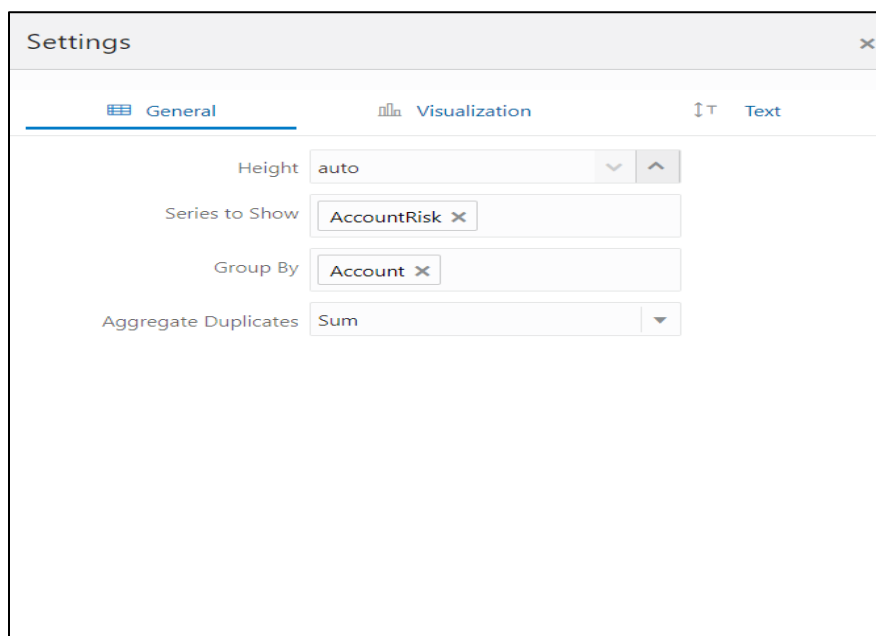 Settings
General Visualization Text
Height auto
Series to Show AccountRisk
Group By Account
Aggregate Duplicates Sum